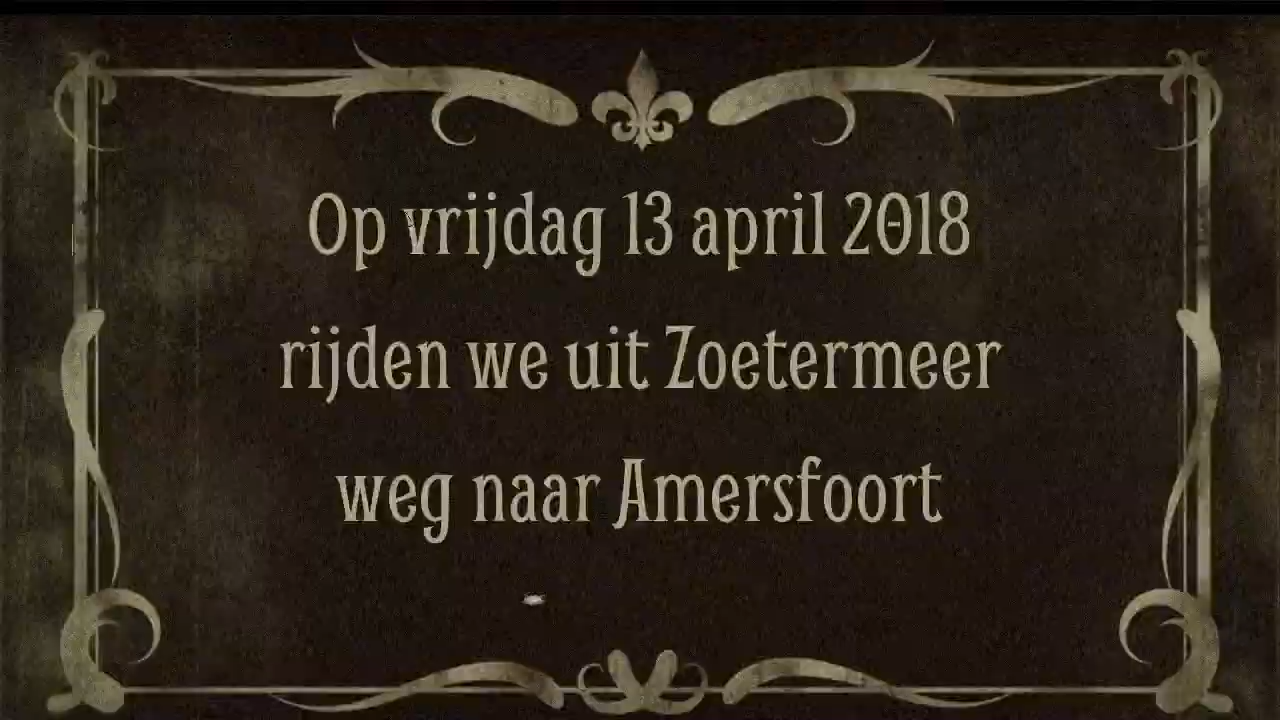 Op vrijdag 13 april 2018
rijden we uit Zoetermeer
weg naar Amersfoort